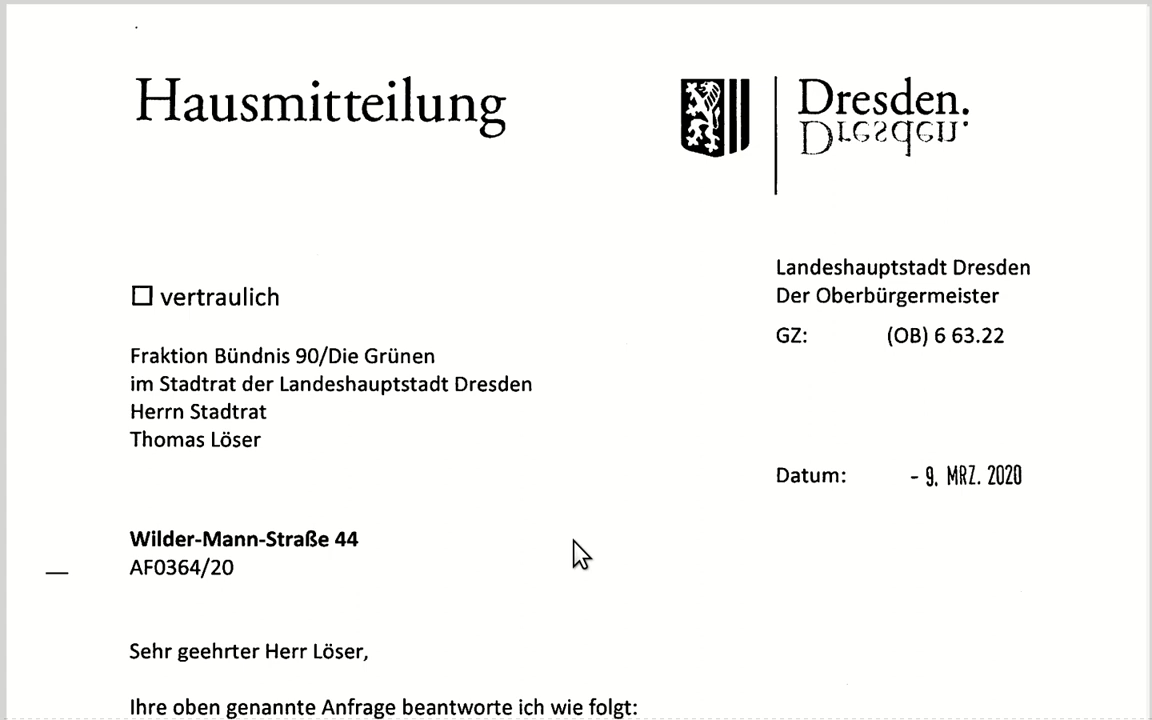 Hausmitteilung
Dresden.
Dresden.
Landeshauptstadt Dresden
Der Oberbürgermeister
GZ: (OB) 6 63.22
☐ vertraulich
Fraktion Bündnis 90/Die Grünen
im Stadtrat der Landeshauptstadt Dresden
Herrn Stadtrat
Thomas Löser
Datum: - 9. MRZ. 2020
Wilder-Mann-Straße 44
AF0364/20
Sehr geehrter Herr Löser,
Ihre oben genannte Anfrage beantworte ich wie folgt: